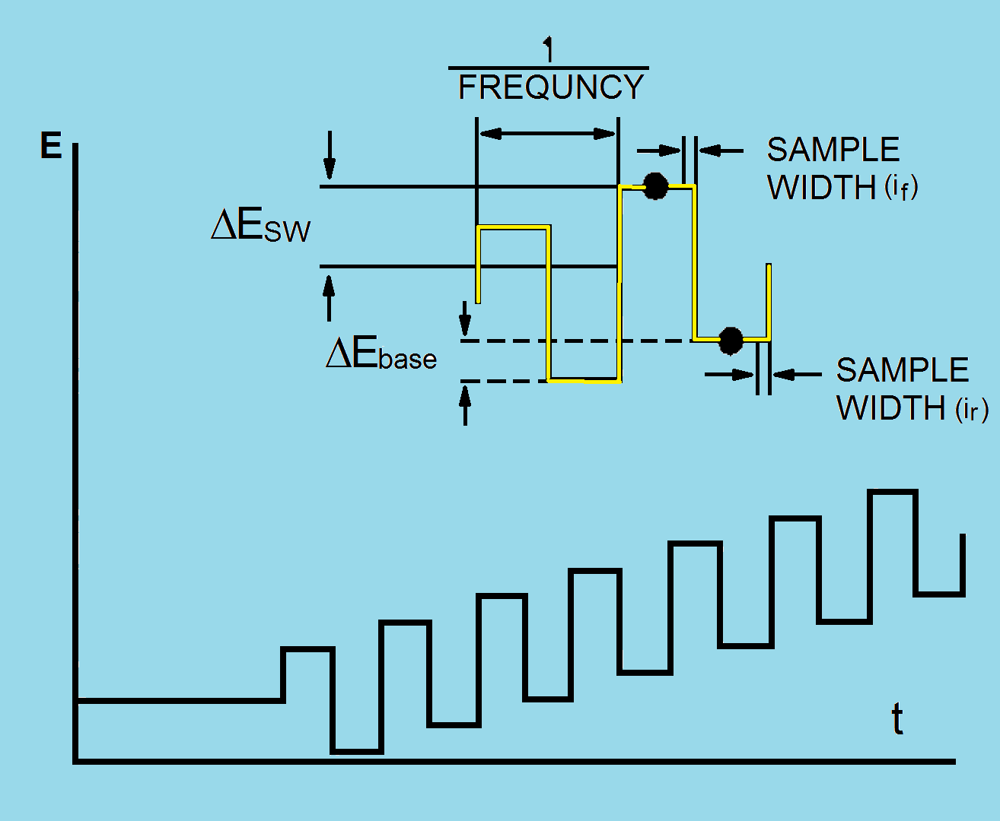 1
FREQUNCY
E
SAMPLE
WIDTH (if)
ΔESW
ΔEbase
SAMPLE
WIDTH (ir)
t